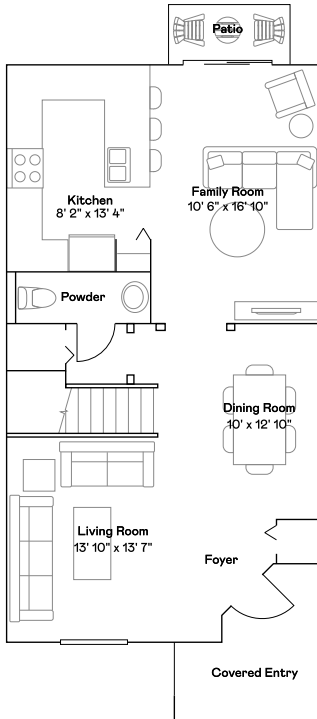 Patio
Kitchen
8' 2" x 13' 4"
Family Room
10' 6" x 16' 10"
Powder
Dining Room
10' x 12' 10"
Living Room
13' 10" x 13' 7"
Foyer
Covered Entry